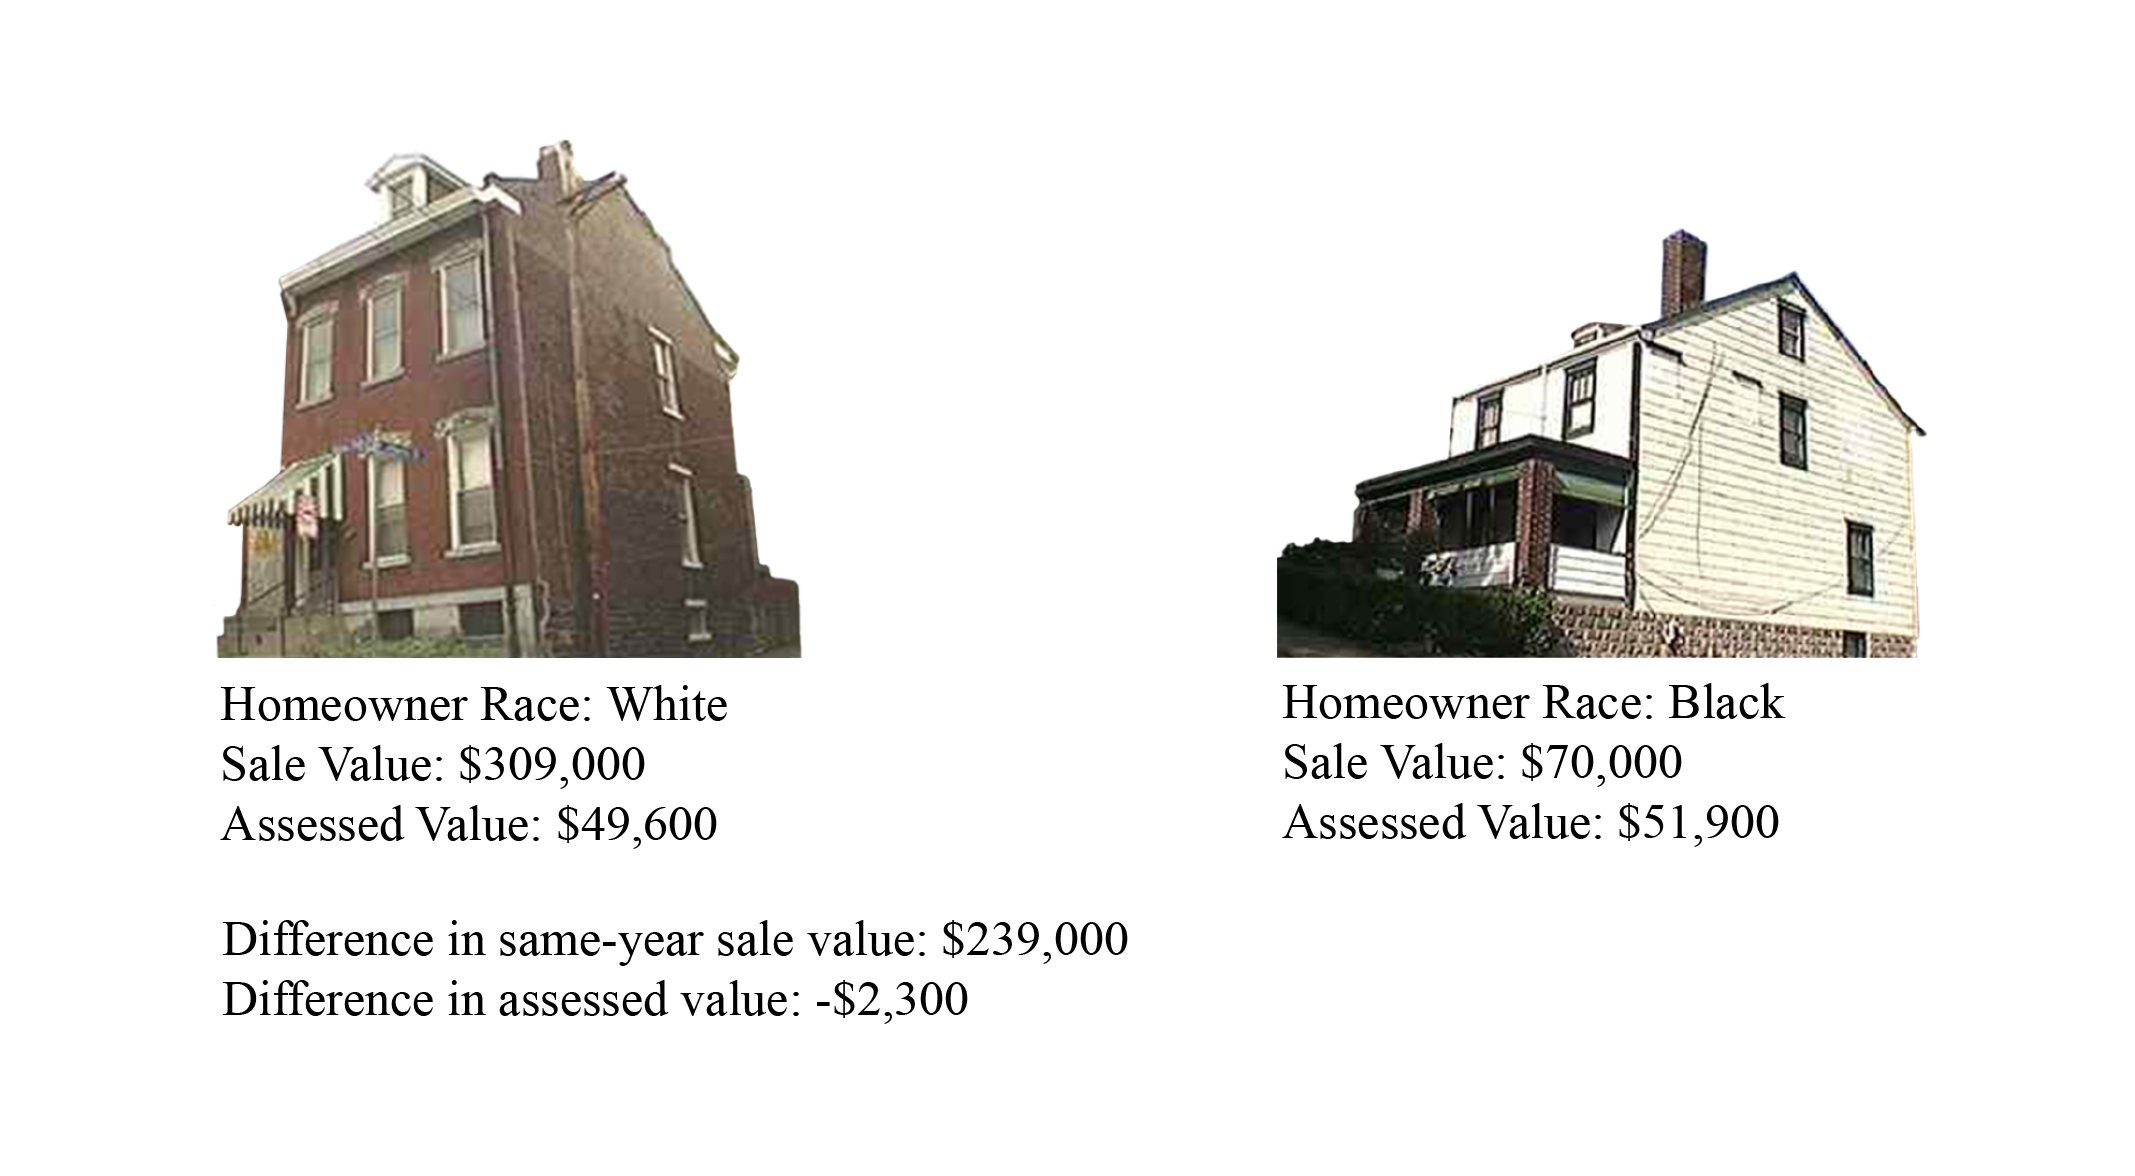 Homeowner Race: White
Sale Value: $309,000
Assessed Value: $49,600
Homeowner Race: Black
Sale Value: $70,000
Assessed Value: $51,900
Difference in same-year sale value: $239,000
Difference in assessed value: -$2,300